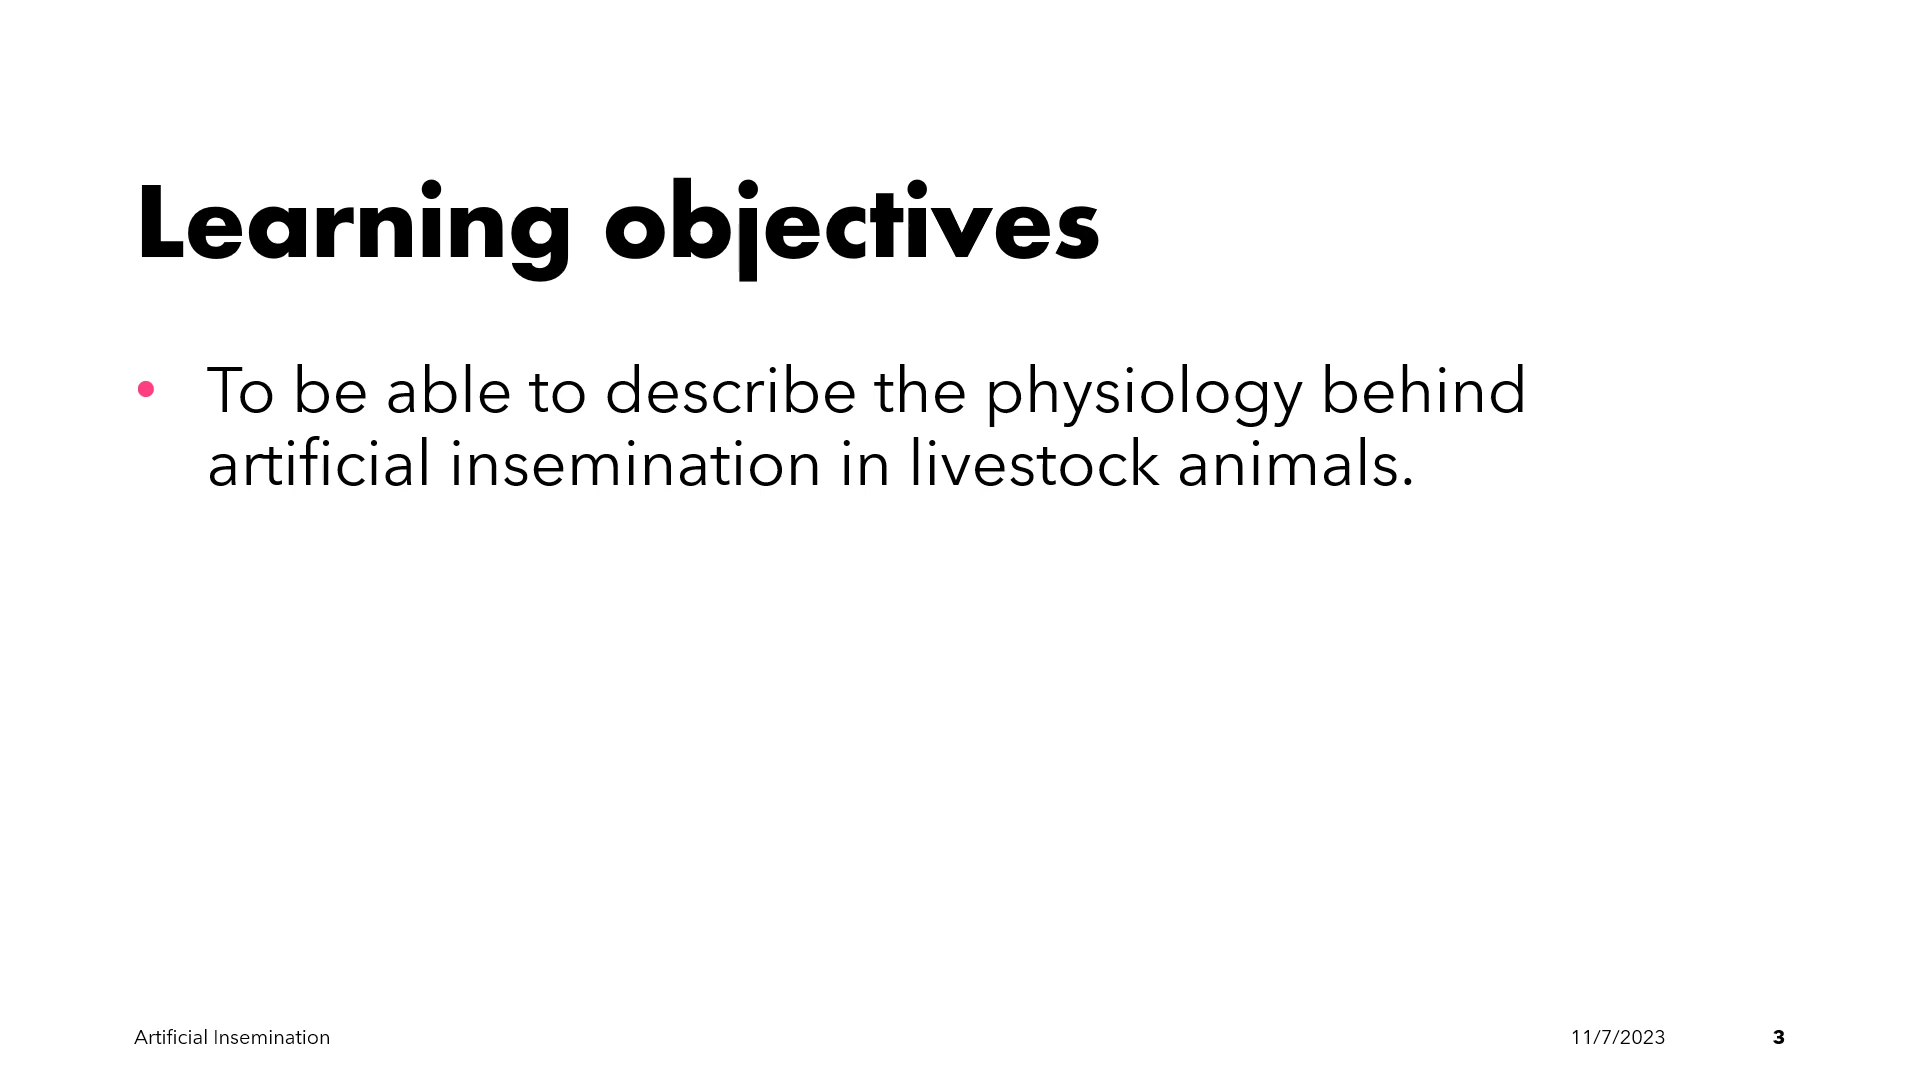 Learning objectives
• To be able to describe the physiology behind
artificial insemination in livestock animals.
Artificial Insemination
11/7/2023
3